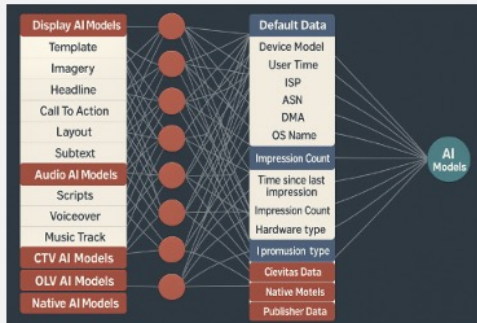 Display AI Models
Template
Imagery
Headline
Call To Action
Layout
Subtext
Audio AI Models
Scripts
Voiceover
Music Track
CTV AI Models
OLV AI Models
Native AI Models
Default Data
Device Model
User Time
ISP
ASN
DMA
OS Name
Impression Count
Time since last
impression
Impression Count
Hardware type
I promusion type
Cievitas Data
Native Motels
Publisher Data
AI
Models